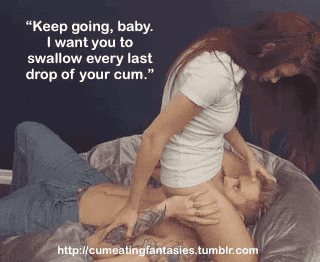 “Keep going, baby.
I want you to
swallow every last
drop of your cum.”
http://cumeatingfantasies.tumblr.com